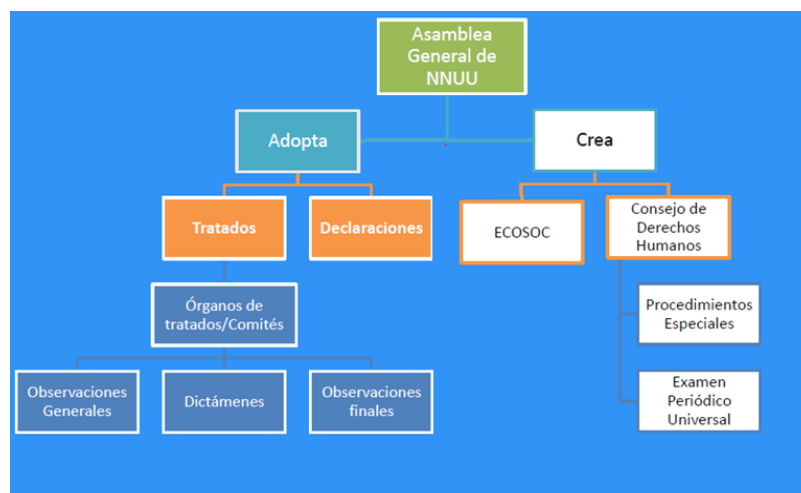 Asamblea
General de
NNUU
Adopta
Crea
Tratados
Declaraciones
ECOSOC
Consejo de
Derechos
Humanos
Órganos de
tratados/Comités
Procedimientos
Especiales
Observaciones
Generales
Dictámenes
Observaciones
finales
Examen
Periódico
Universal